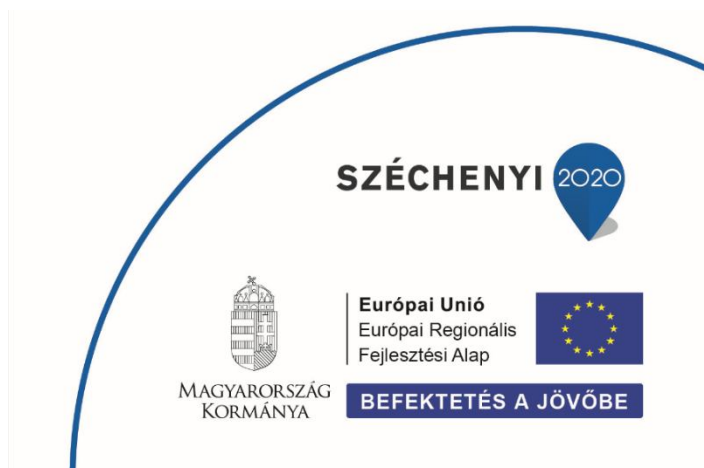 SZÉCHENYI 2020
Európai Unió
Európai Regionális
Fejlesztési Alap
MAGYARORSZÁG
KORMÁNYA
BEFEKTETÉS A JÖVŐBE